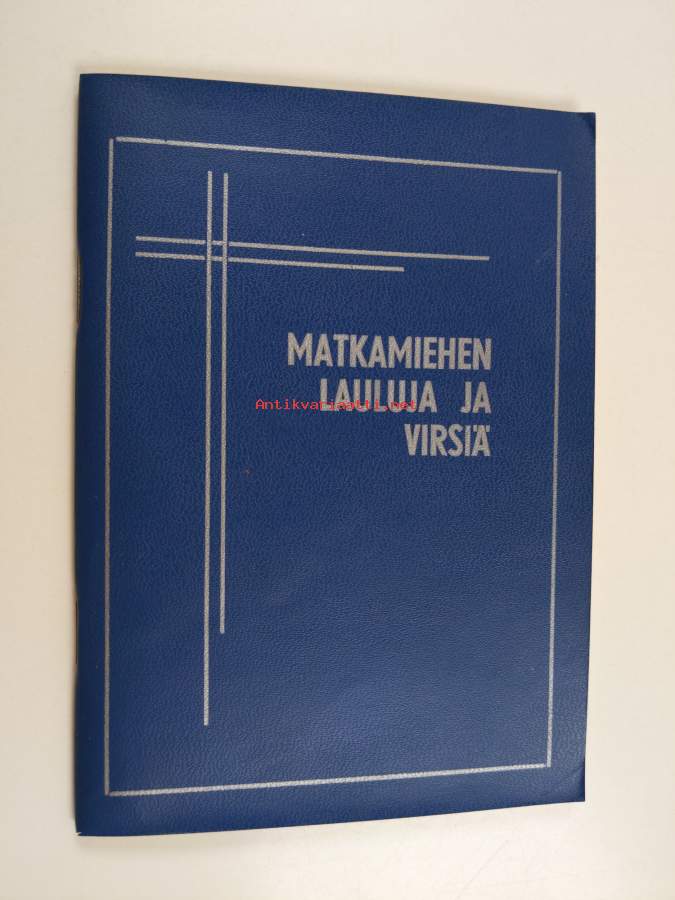 MATKAMIEHEN
LAULUJA JA
Antikvariaatti.net
VIRSIÄ